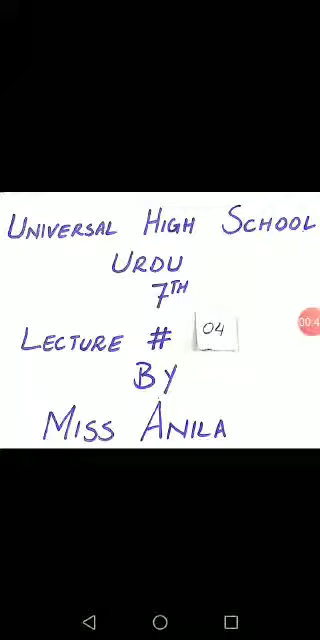 UNIVERSAL HIGH SCHOOL
URDU
7TH
LECTURE # 04
BY
MISS ANILA